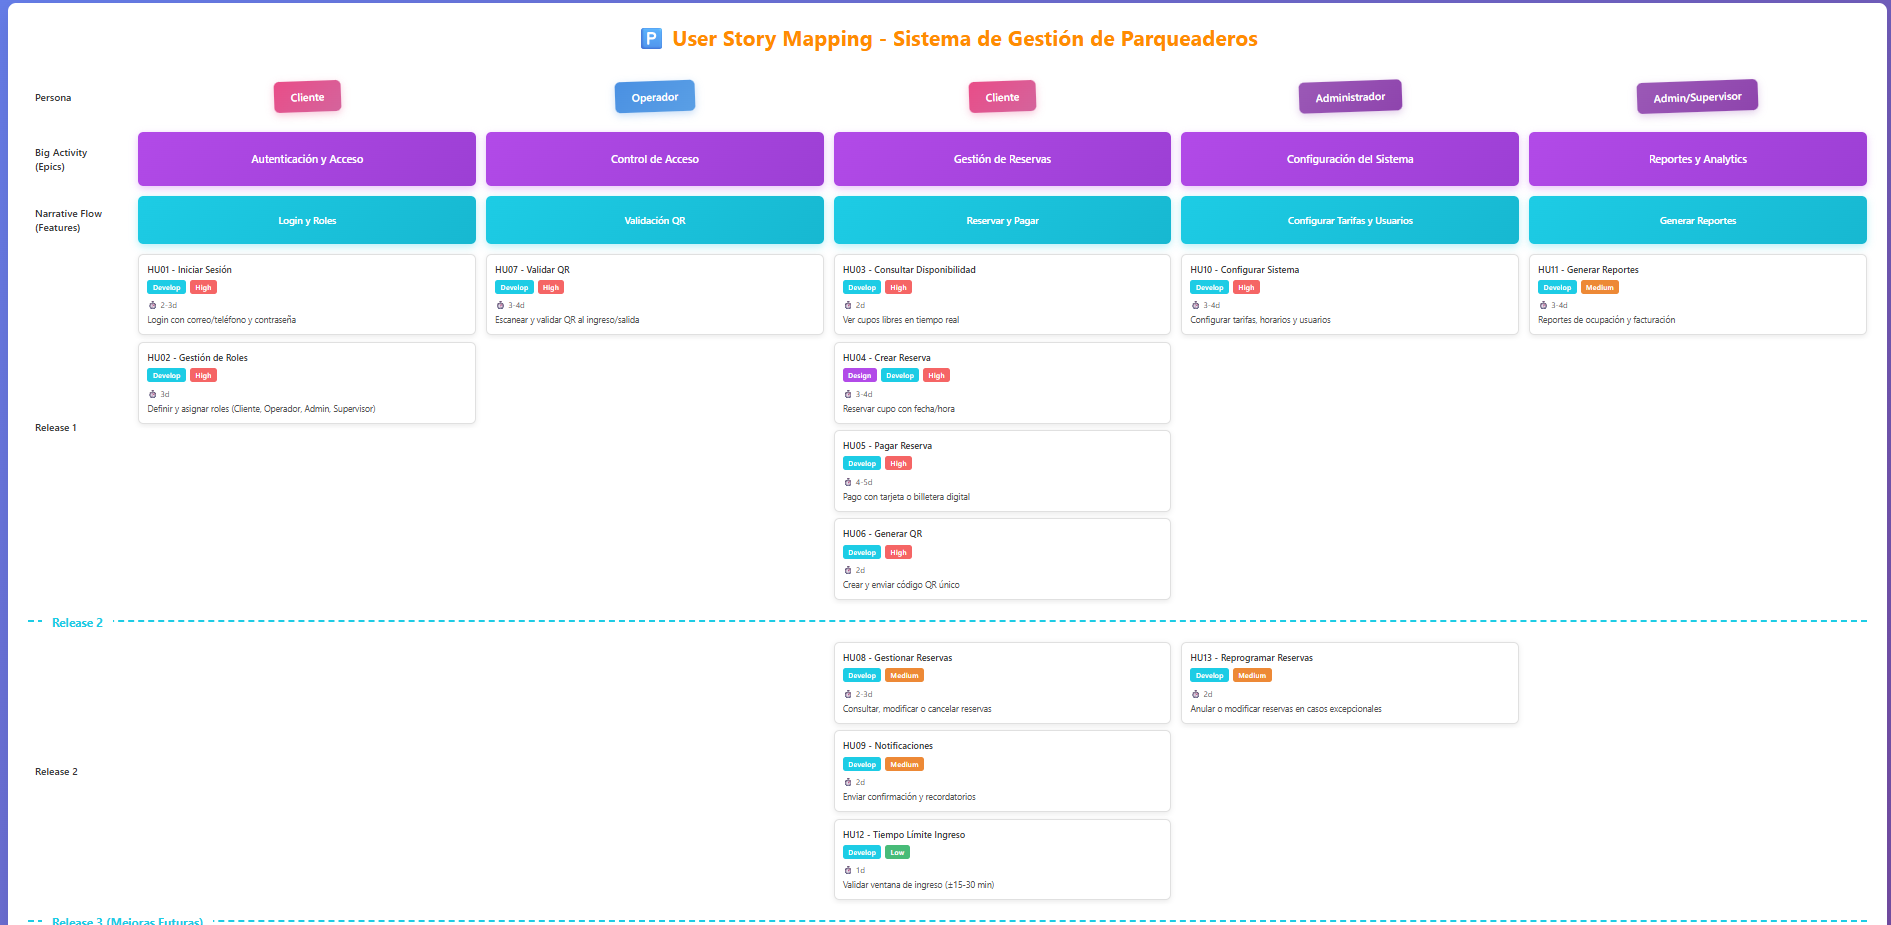 P User Story Mapping - Sistema de Gestión de Parqueaderos
Persona
Cliente
Operador
Cliente
Administrador
Admin/Supervisor
Big Activity
(Epics)
Autenticación y Acceso
Control de Acceso
Gestión de Reservas
Configuración del Sistema
Reportes y Analytics
Narrative Flow
(Features)
Login y Roles
Validación QR
Reservar y Pagar
Configurar Tarifas y Usuarios
Generar Reportes
Release 1
HU01 - Iniciar Sesión
Develop High
2-3d
Login con correo/teléfono y contraseña
HU02 - Gestión de Roles
Develop High
3d
Definir y asignar roles (Cliente, Operador, Admin, Supervisor)
HU07 - Validar QR
Develop High
3-4d
Escanear y validar QR al ingreso/salida
HU03 - Consultar Disponibilidad
Develop High
2d
Ver cupos libres en tiempo real
HU04 - Crear Reserva
Design Develop High
3-4d
Reservar cupo con fecha/hora
HU05 - Pagar Reserva
Develop High
4-5d
Pago con tarjeta o billetera digital
HU06 - Generar QR
Develop High
2d
Crear y enviar código QR único
HU10 - Configurar Sistema
Develop High
3-4d
Configurar tarifas, horarios y usuarios
HU11 - Generar Reportes
Develop Medium
3-4d
Reportes de ocupación y facturación
Release 2
Release 2
HU08 - Gestionar Reservas
Develop Medium
2-3d
Consultar, modificar o cancelar reservas
HU09 - Notificaciones
Develop Medium
2d
Enviar confirmación y recordatorios
HU12 - Tiempo Límite Ingreso
Develop Low
1d
Validar ventana de ingreso (±15-30 min)
HU13 - Reprogramar Reservas
Develop Medium
2d
Anular o modificar reservas en casos excepcionales
Release 3 (Mejoras Futuras)